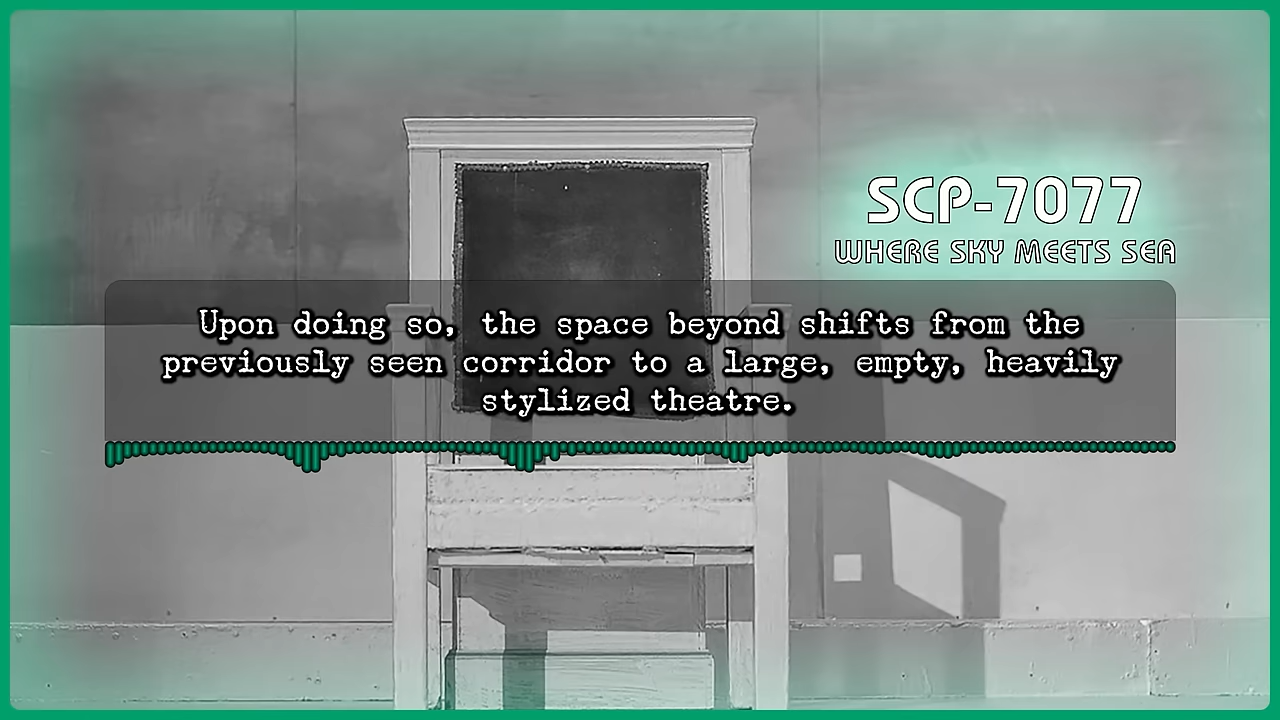 SCP-7077
WHERE SKY MEETS SEA
Upon doing so, the space beyond shifts from the
previously seen corridor to a large, empty, heavily
stylized theatre.